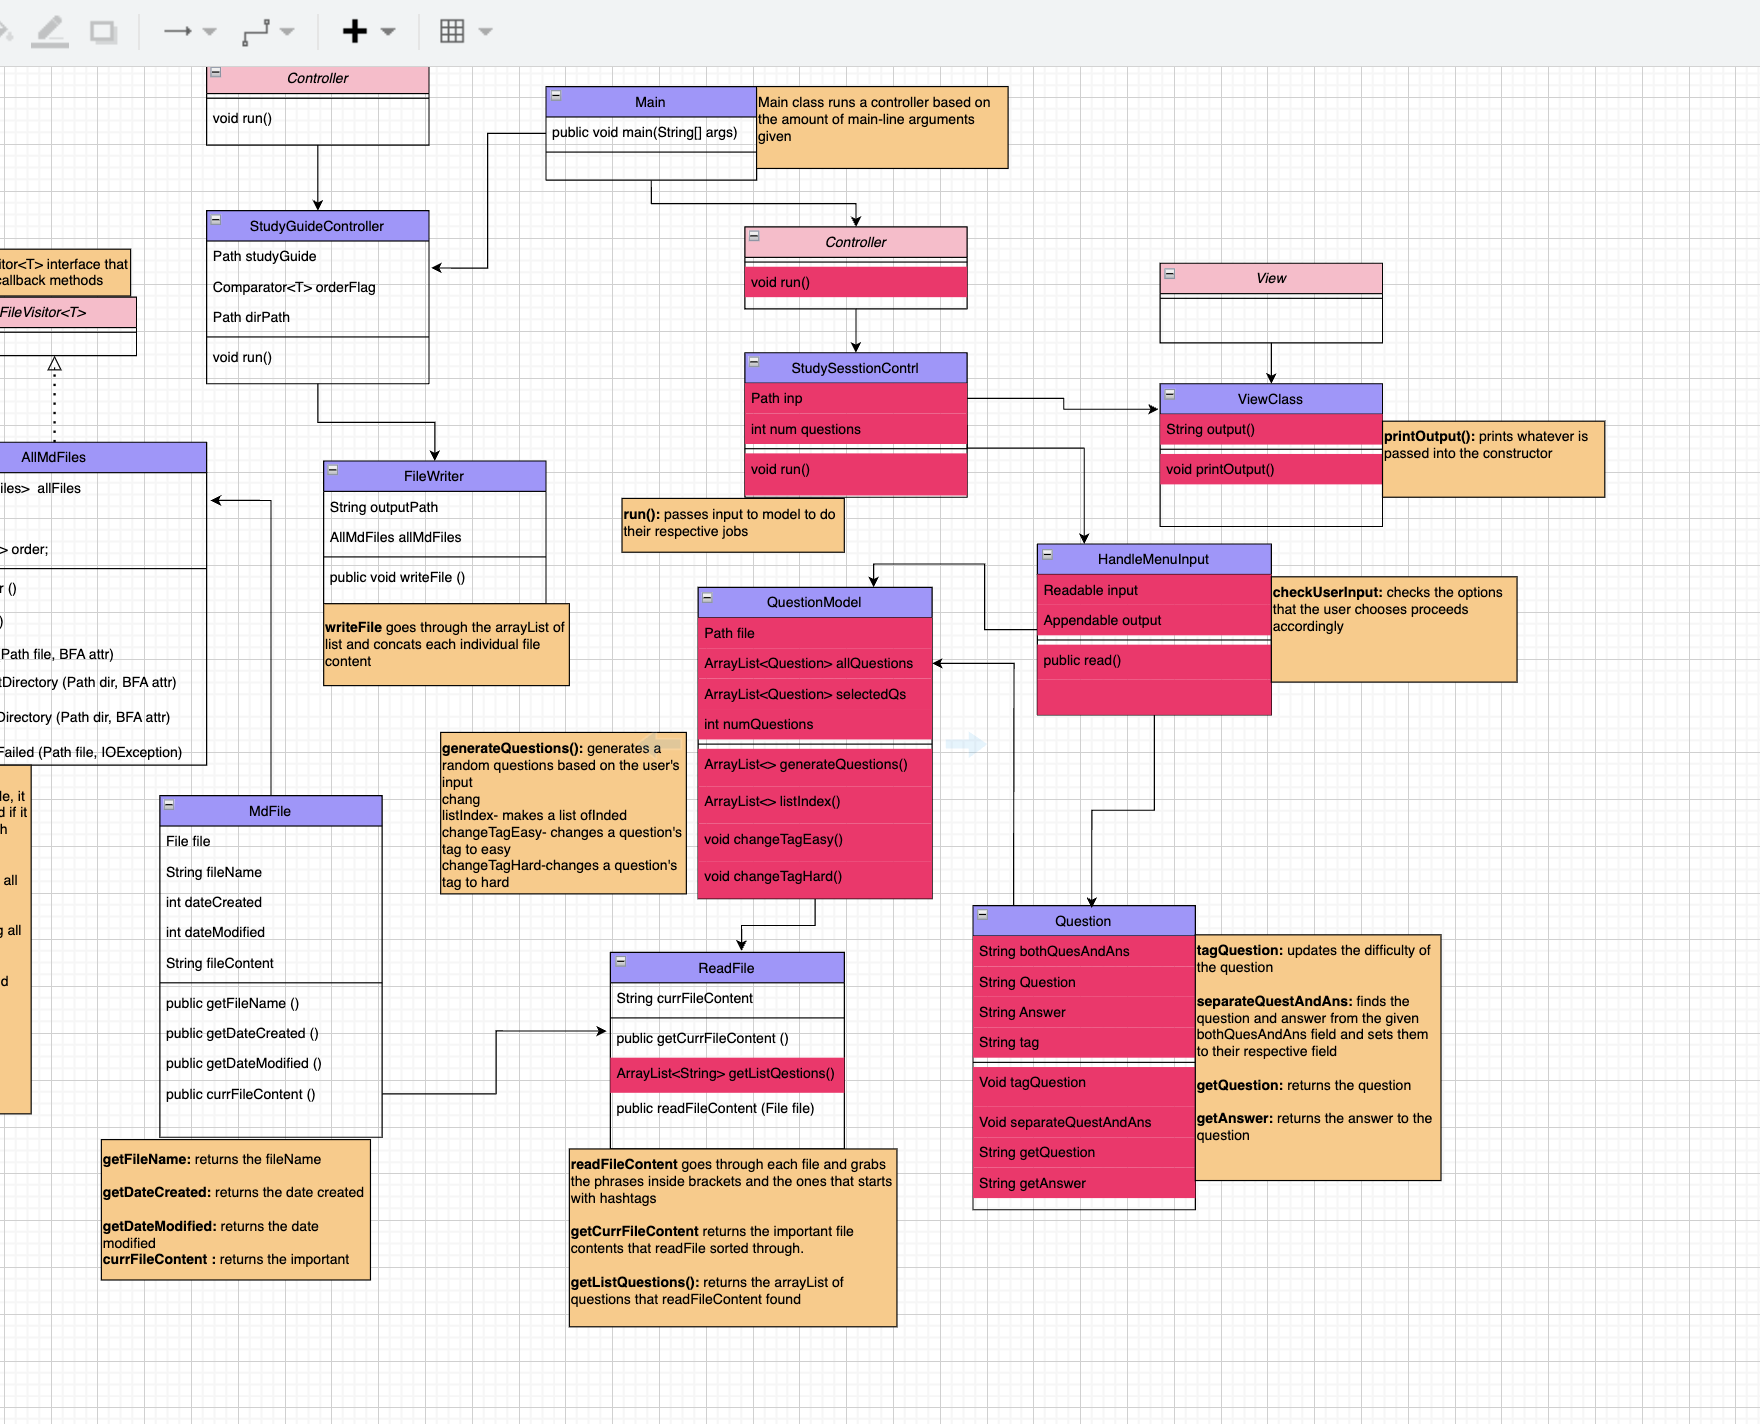 Controller
void run()
Main
public void main(String[] args)
Main class runs a controller based on
the amount of main-line arguments
given
StudyGuideController
Path studyGuide
Comparator<T> orderFlag
Path dirPath
void run()
Controller
void run()
View
itor<T> interface that
callback methods
FileVisitor<T>
StudySesstionContrl
Path inp
int num questions
void run()
run(): passes input to model to do
their respective jobs
ViewClass
String output()
void printOutput()
printOutput(): prints whatever is
passed into the constructor
AllMdFiles
iles> allFiles
> order;
r ()
)
Path file, BFA attr)
tDirectory (Path dir, BFA attr)
Directory (Path dir, BFA attr)
Failed (Path file, IOException)
FileWriter
String outputPath
AllMdFiles allMdFiles
public void writeFile ()
writeFile goes through the arrayList of
list and concats each individual file
content
HandleMenuInput
Readable input
Appendable output
public read()
checkUserInput: checks the options
that the user chooses proceeds
accordingly
QuestionModel
Path file
ArrayList<Question> allQuestions
ArrayList<Question> selectedQs
int numQuestions
ArrayList<> generateQuestions()
ArrayList<> listIndex()
void changeTagEasy()
void changeTagHard()
generateQuestions(): generates a
random questions based on the user's
input
chang
listIndex- makes a list ofInded
changeTagEasy- changes a question's
tag to easy
changeTagHard-changes a question's
tag to hard
le, it
d if it
h
all
g all
d
MdFile
File file
String fileName
int dateCreated
int dateModified
String fileContent
public getFileName ()
public getDateCreated ()
public getDateModified ()
public currFileContent ()
getFileName: returns the fileName
getDateCreated: returns the date created
getDateModified: returns the date
modified
currFileContent : returns the important
ReadFile
String currFileContent
public getCurrFileContent ()
ArrayList<String> getListQestions()
public readFileContent (File file)
readFileContent goes through each file and grabs
the phrases inside brackets and the ones that starts
with hashtags
getCurrFileContent returns the important file
contents that readFile sorted through.
getListQuestions(): returns the arrayList of
questions that readFileContent found
Question
String bothQuesAndAns
String Question
String Answer
String tag
Void tagQuestion
Void separateQuestAndAns
String getQuestion
String getAnswer
tagQuestion: updates the difficulty of
the question
separateQuestAndAns: finds the
question and answer from the given
bothQuesAndAns field and sets them
to their respective field
getQuestion: returns the question
getAnswer: returns the answer to the
question